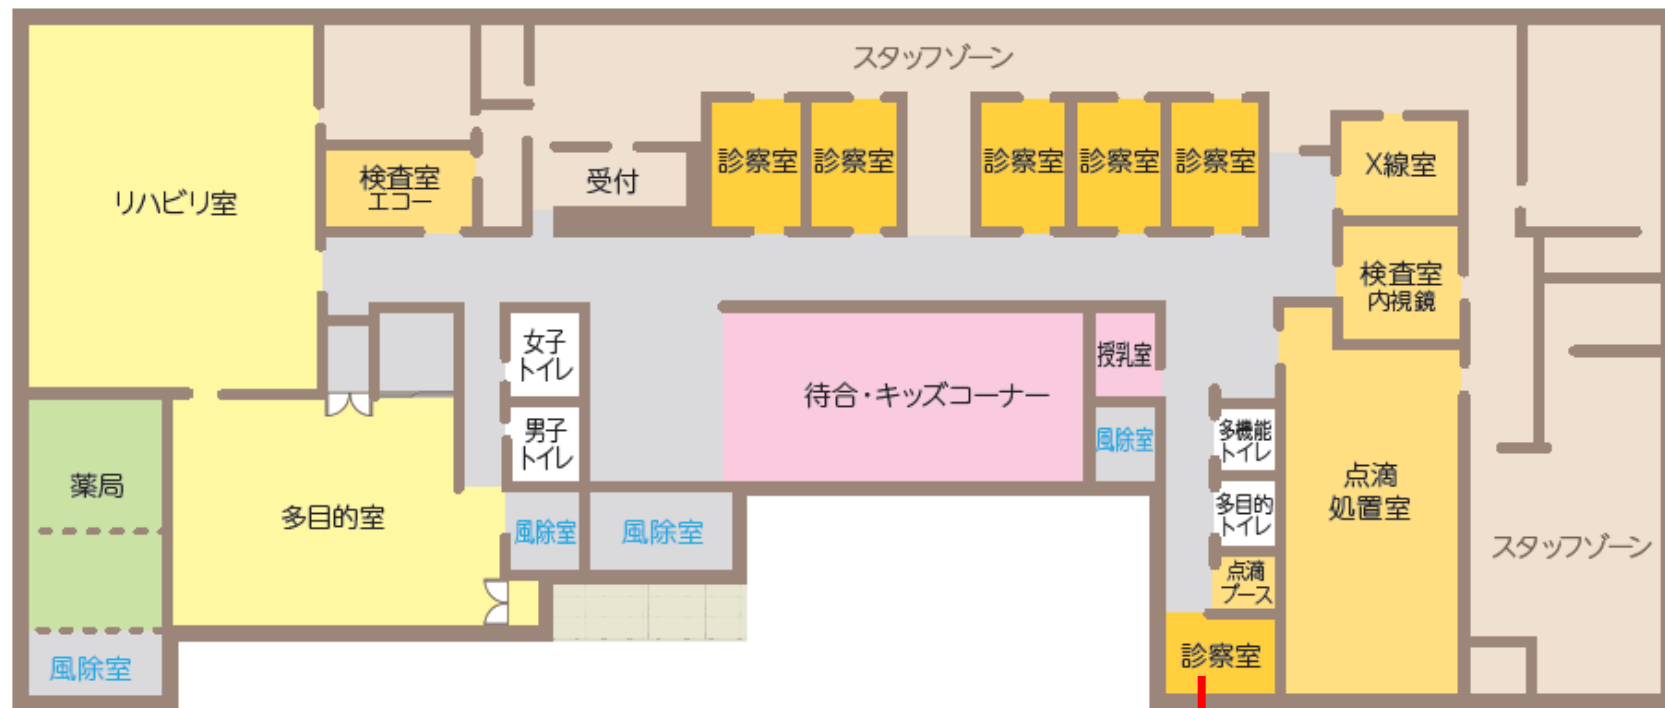 スタッフゾーン
診察室
診察室
診察室
診察室
診察室
X線室
検査室
エコー
受付
リハビリ室
検査室
内視鏡
女子
トイレ
授乳室
待合・キッズコーナー
男子
トイレ
風除室
多機能
トイレ
薬局
点滴
処置室
多目的室
風除室
風除室
多目的
トイレ
スタッフゾーン
点滴
ブース
風除室
診察室